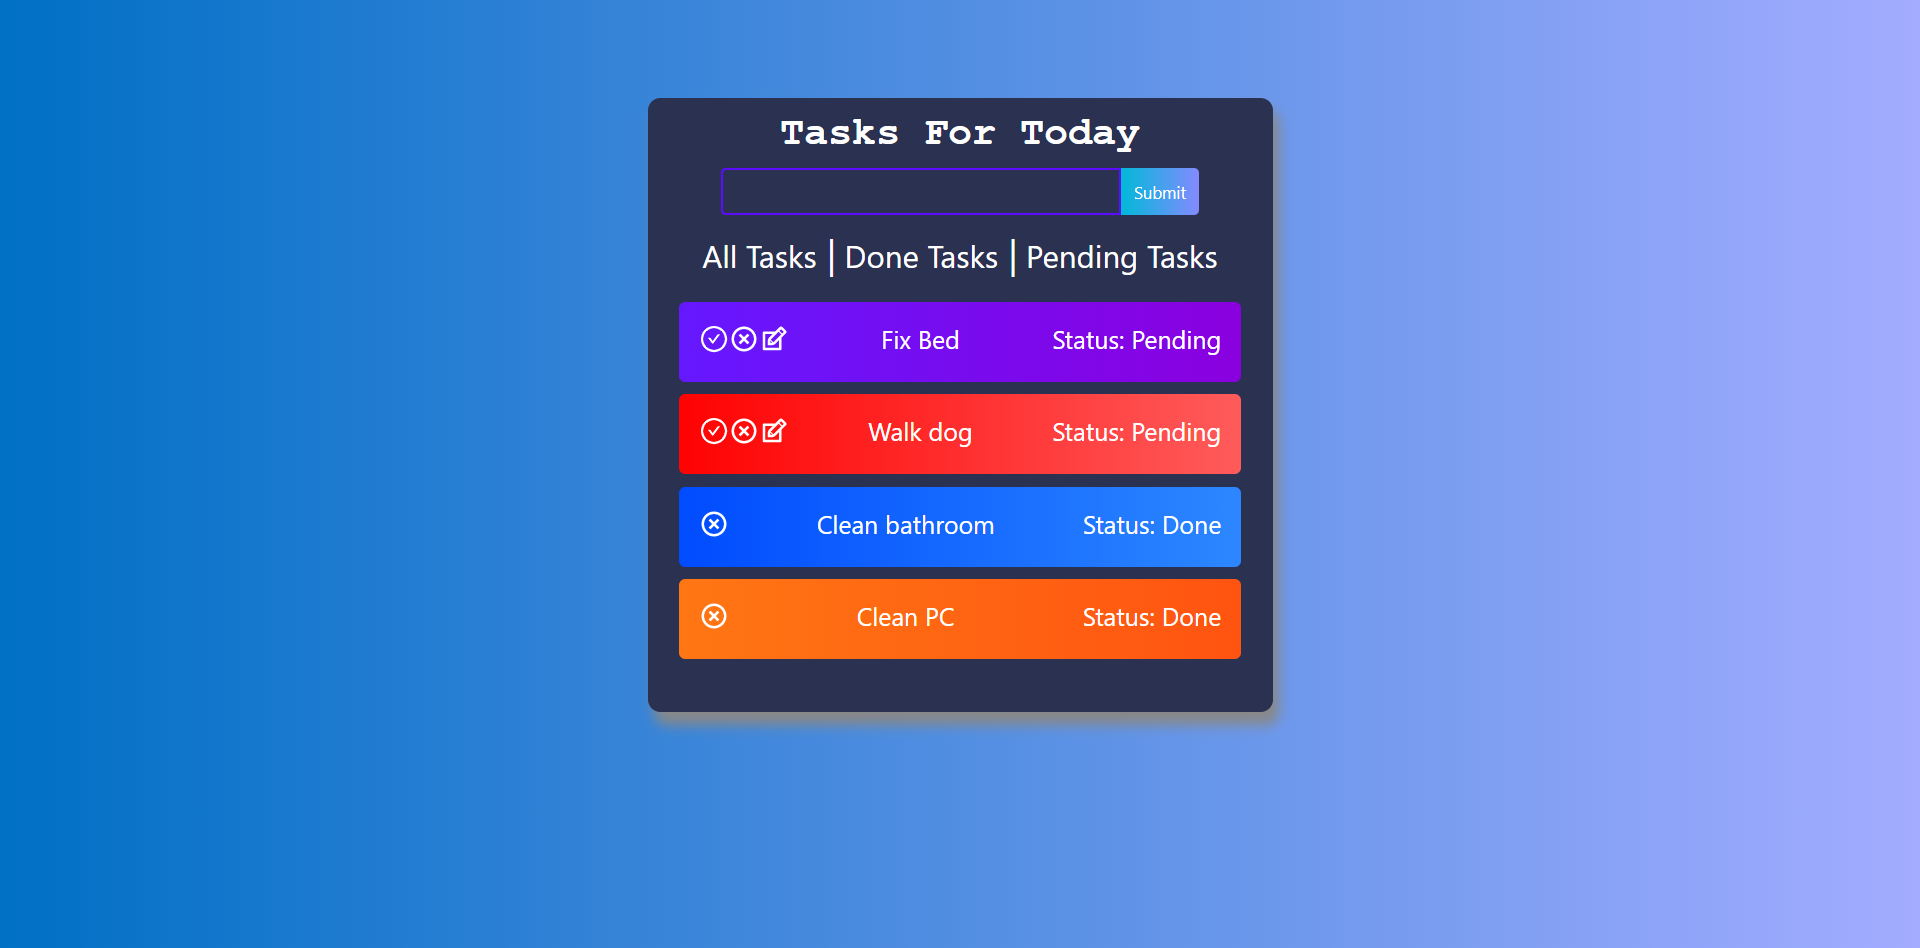 Tasks For Today
Submit
All Tasks | Done Tasks | Pending Tasks
Fix Bed Status: Pending
Walk dog Status: Pending
Clean bathroom Status: Done
Clean PC Status: Done